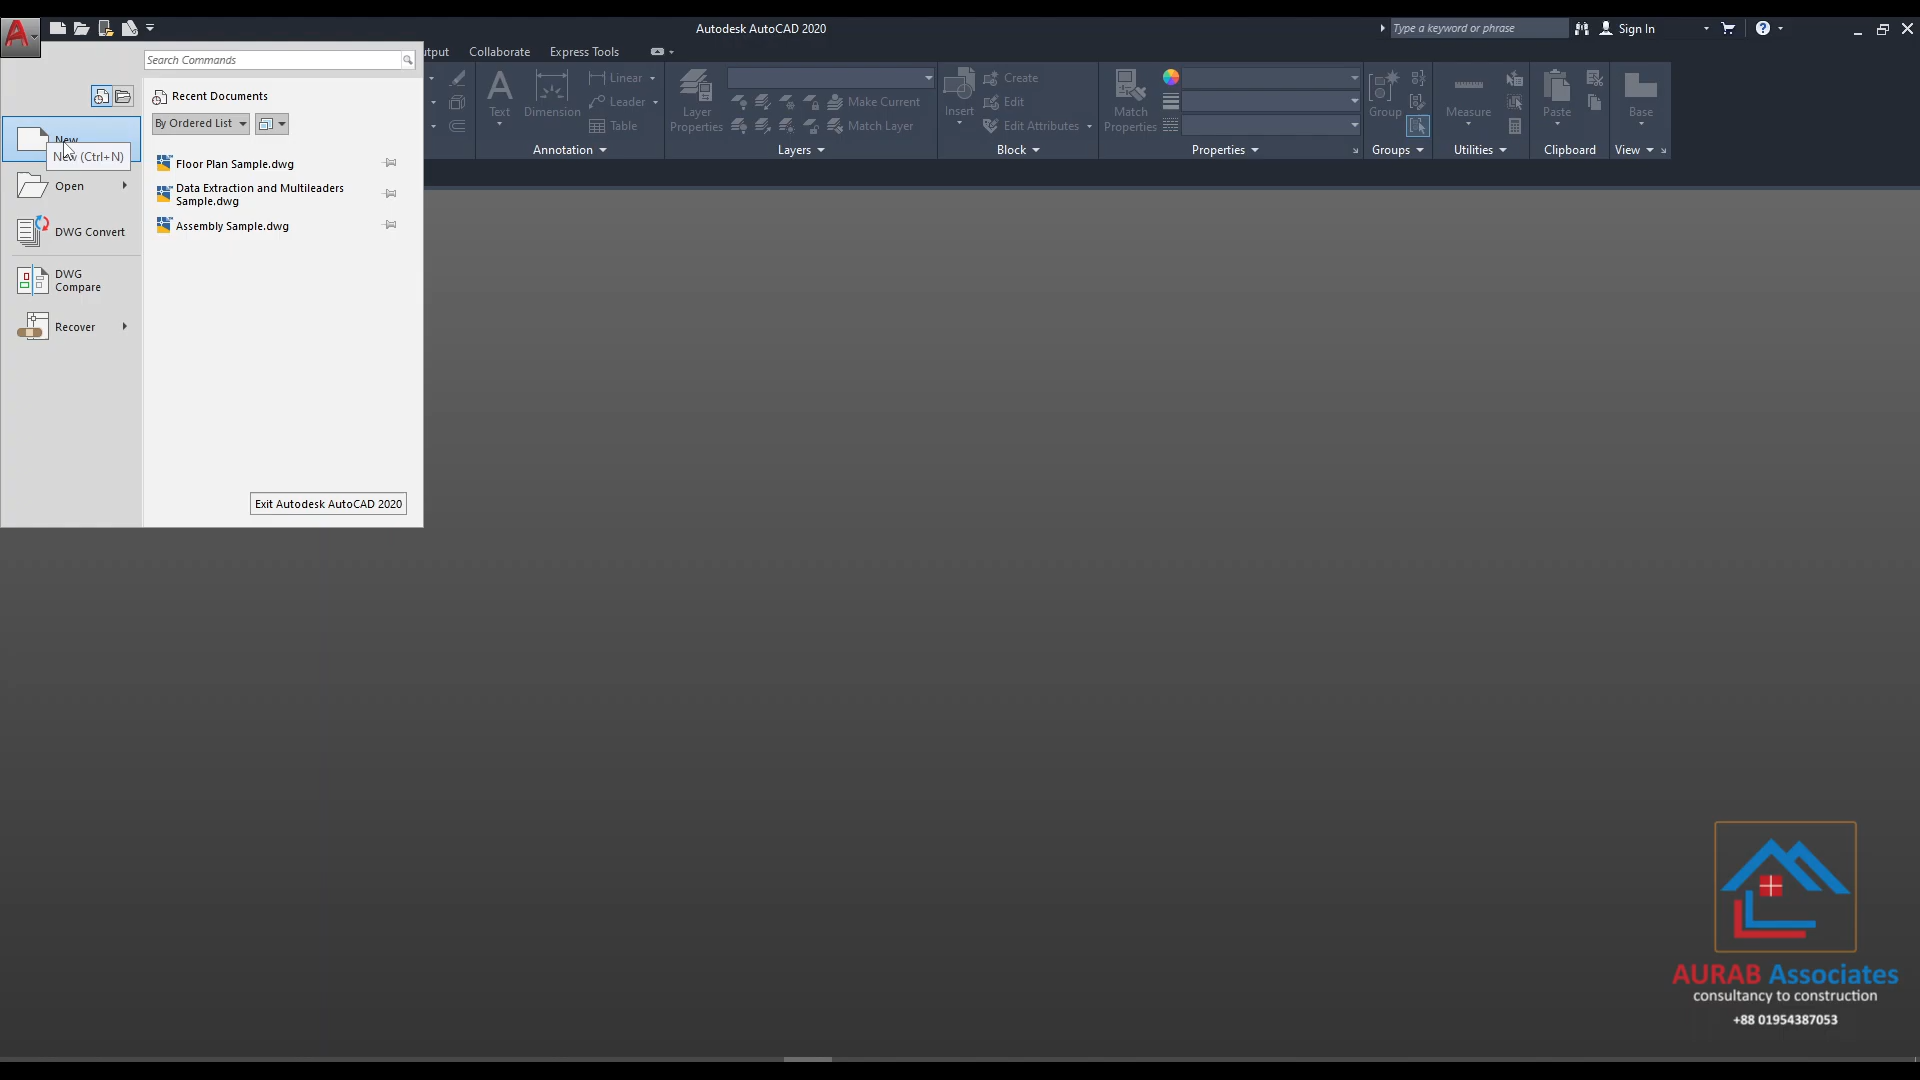 Autodesk AutoCAD 2020
Type a keyword or phrase
Sign In
Collaborate
Express Tools
Search Commands
Recent Documents
By Ordered List
New
New (Ctrl+N)
Open
DWG Convert
DWG
Compare
Recover
Floor Plan Sample.dwg
Data Extraction and Multileaders
Sample.dwg
Assembly Sample.dwg
Exit Autodesk AutoCAD 2020
Text
Dimension
Linear
Leader
Table
Annotation
Layer
Properties
Make Current
Match Layer
Layers
Insert
Create
Edit
Edit Attributes
Block
Match
Properties
Properties
Group
Groups
Measure
Utilities
Paste
Clipboard
Base
View
AURAB Associates
consultancy to construction
+88 01954387053